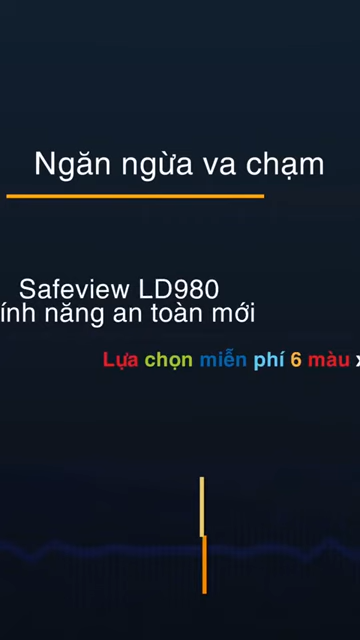 Ngăn ngừa va chạm
Safeview LD980
ính năng an toàn mới
Lựa chọn miễn phí 6 màu x